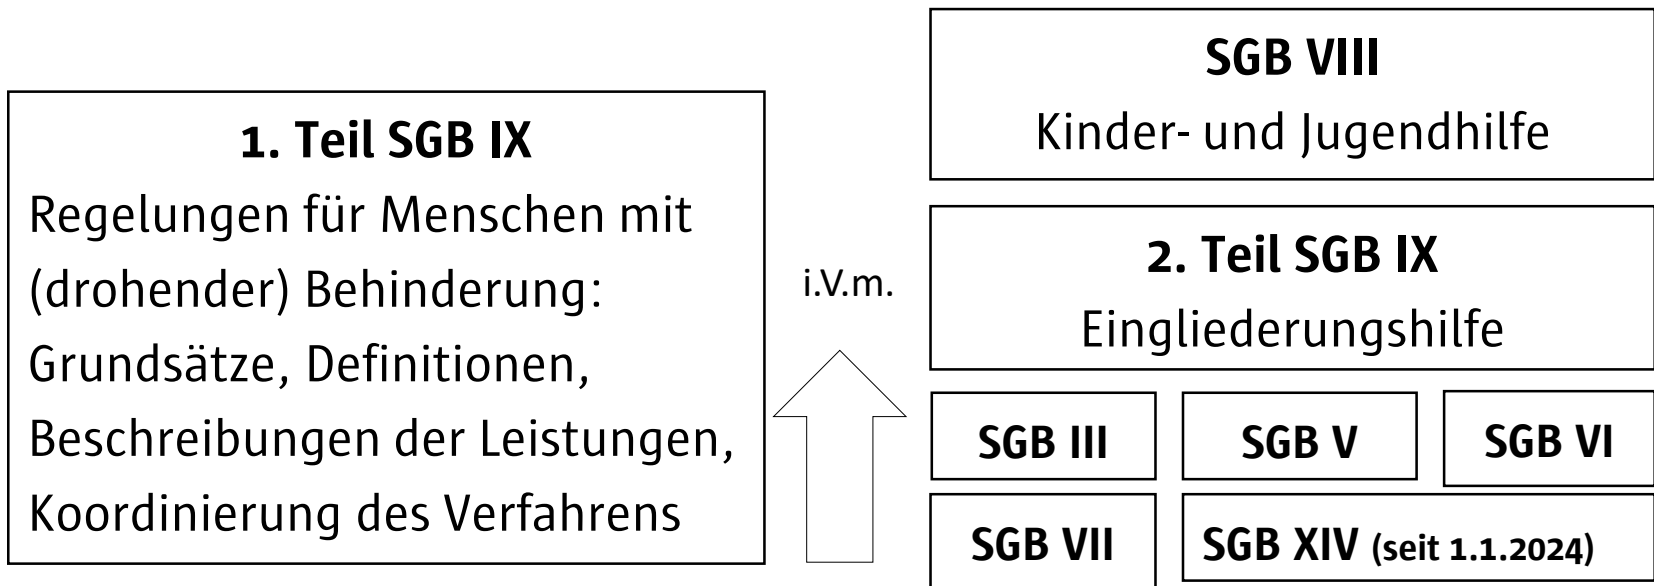 1. Teil SGB IX
Regelungen für Menschen mit
(drohender) Behinderung:
Grundsätze, Definitionen,
Beschreibungen der Leistungen,
Koordinierung des Verfahrens
i.V.m.
SGB VIII
Kinder- und Jugendhilfe
2. Teil SGB IX
Eingliederungshilfe
SGB III
SGB V
SGB VI
SGB VII
SGB XIV (seit 1.1.2024)